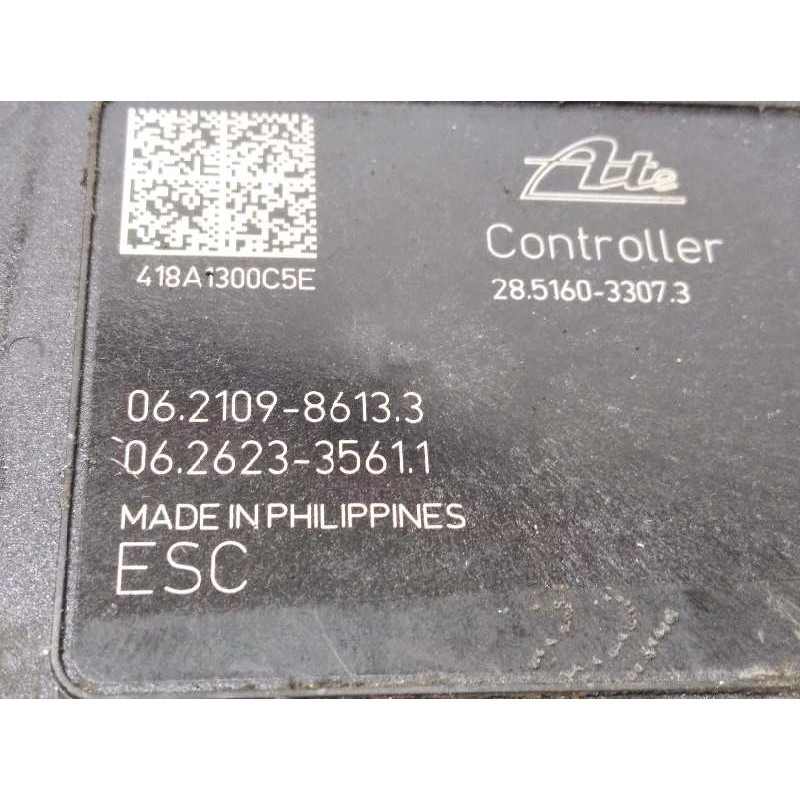 Ate
Controller
28.5160-3307.3
418A1300C5E
06.2109-8613.3
06.2623-3561.1
MADE IN PHILIPPINES
ESC